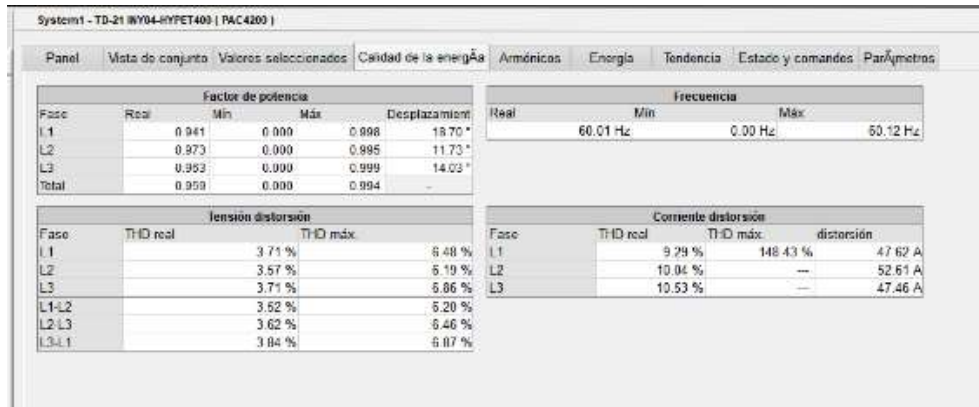 System1 - TD-21 INY04-HYPET400 ( PAC4200 )
Panel Vista de conjunto Valores seleccionados Calidad de la energÃa Armónicos Energía Tendencia Estado y comandos ParÃ¡metros
Factor de potencia
Fase Real Mín Máx Desplazamient
L1 0.941 0.000 0.998 18.70 °
L2 0.973 0.000 0.995 11.73 °
L3 0.963 0.000 0.999 14.03 °
Total 0.959 0.000 0.994 -
Frecuencia
Real Mín Máx
60.01 Hz 0.00 Hz 60.12 Hz
Tensión distorsión
Fase THD real THD máx.
L1 3.71 % 6.48 %
L2 3.57 % 6.19 %
L3 3.71 % 6.86 %
L1-L2 3.52 % 6.20 %
L2-L3 3.62 % 6.46 %
L3-L1 3.84 % 6.87 %
Corriente distorsión
Fase THD real THD máx. distorsión
L1 9.29 % 148.43 % 47.62 A
L2 10.04 % --- 52.61 A
L3 10.53 % --- 47.46 A